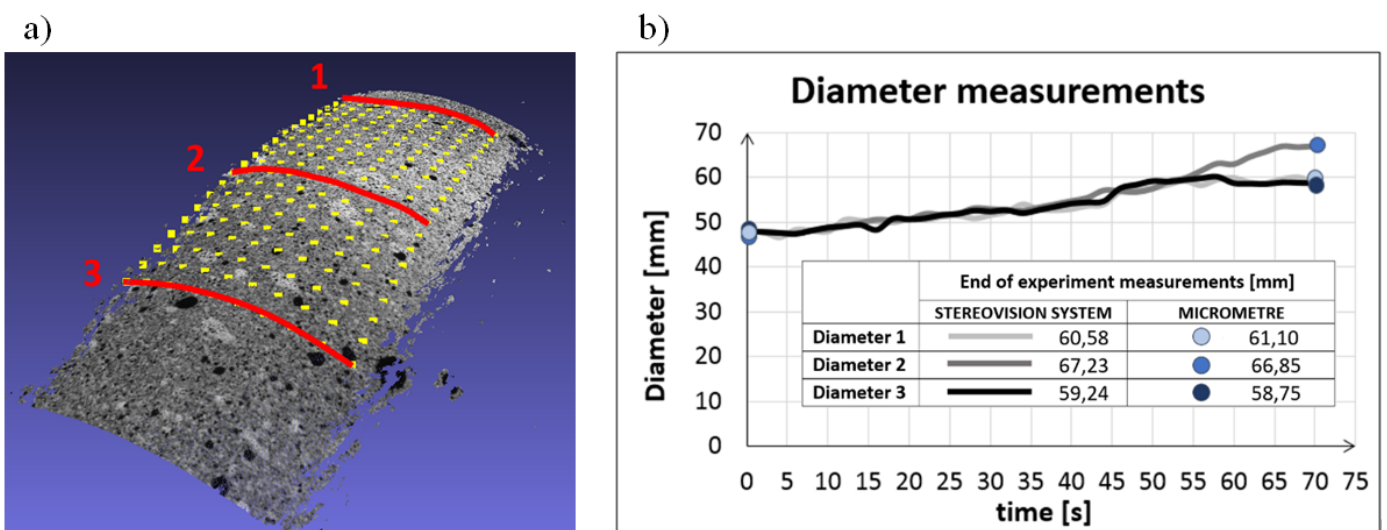 a)
1
2
3
b)
Diameter measurements
Diameter [mm]
70
60
50
40
30
20
10
0
0 5 10 15 20 25 30 35 40 45 50 55 60 65 70 75
time [s]
End of experiment measurements [mm]
STEREOVISION SYSTEM MICROMETRE
Diameter 1 60,58 61,10
Diameter 2 67,23 66,85
Diameter 3 59,24 58,75